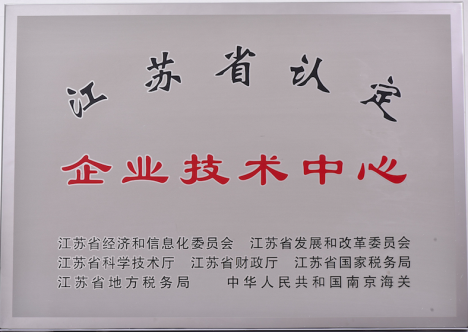 江苏省认定
企业技术中心
江苏省经济和信息化委员会 江苏省发展和改革委员会
江苏省科学技术厅 江苏省财政厅 江苏省国家税务局
江苏省地方税务局 中华人民共和国南京海关